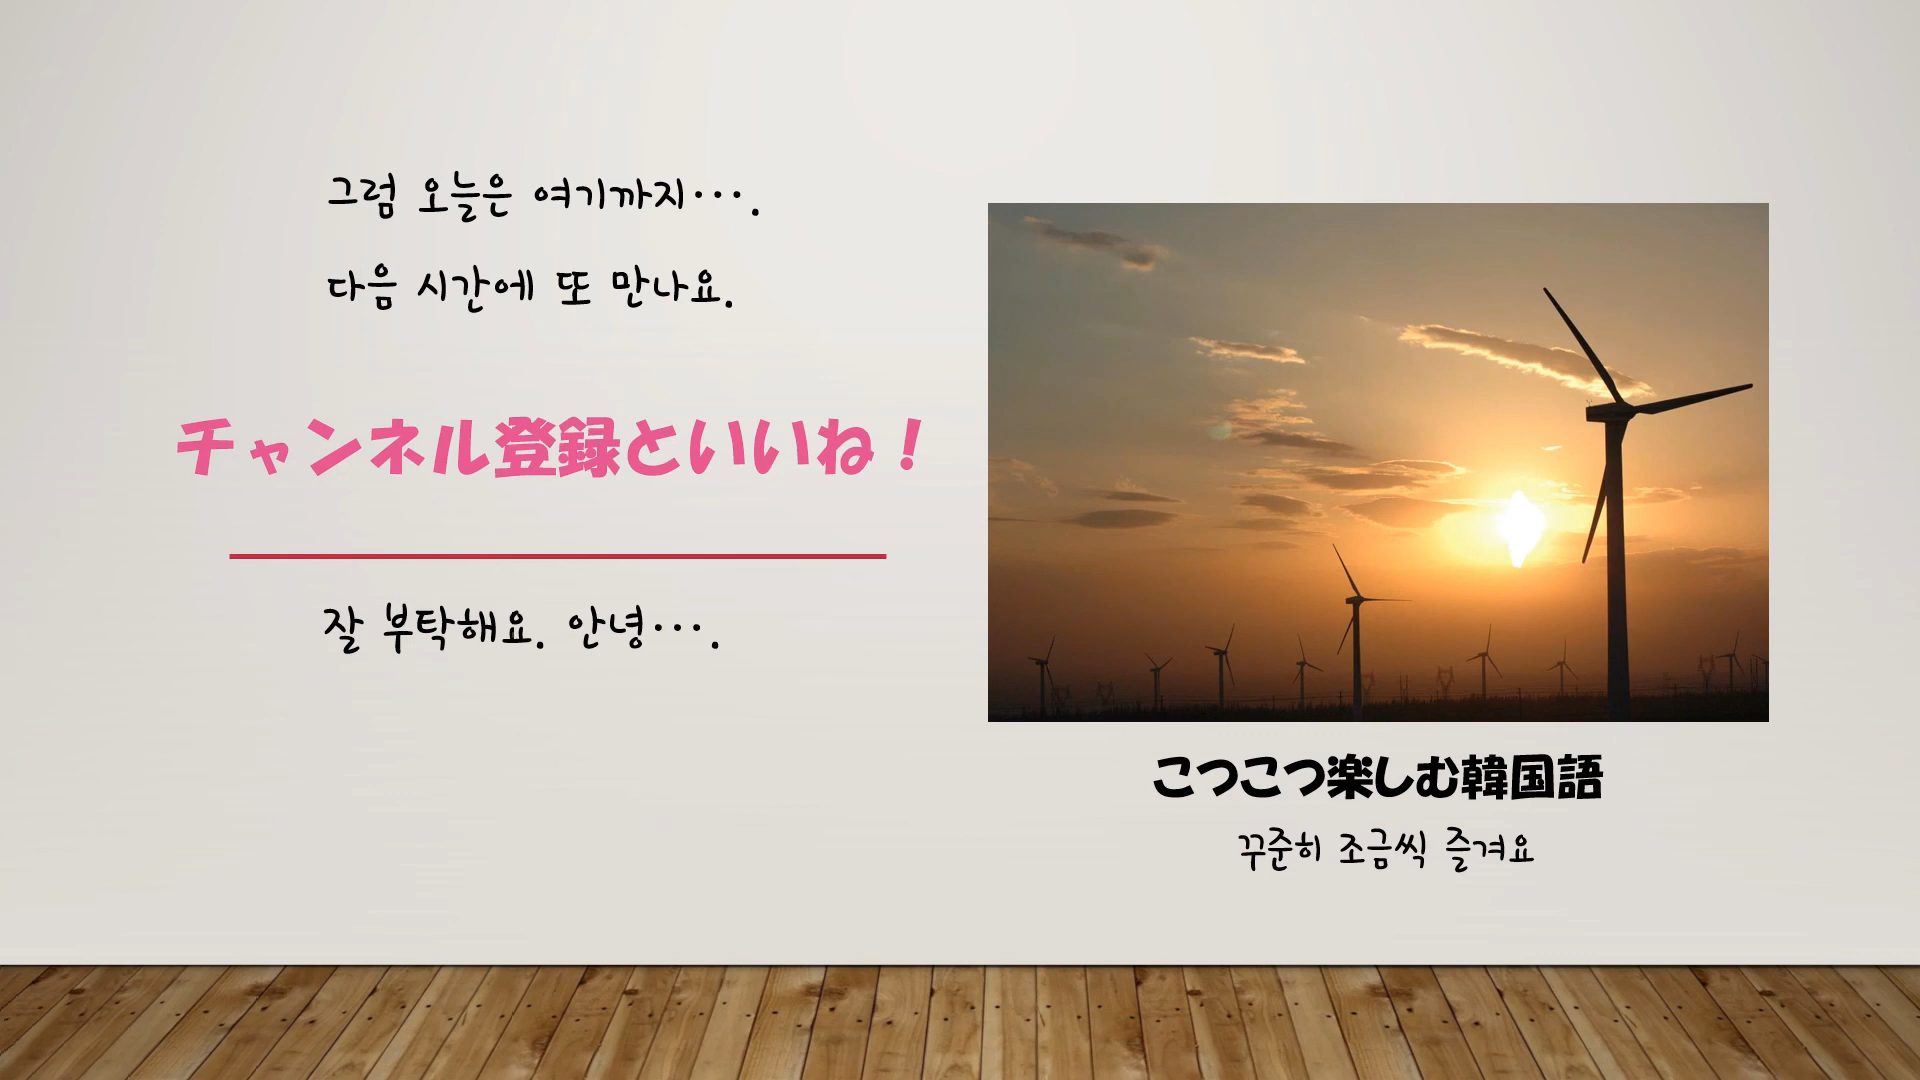 그럼 오늘은 여기까지···.
다음 시간에 또 만나요.
チャンネル登録といいね！
잘 부탁해요. 안녕···.
こつこつ楽しむ韓国語
꾸준히 조금씩 즐겨요